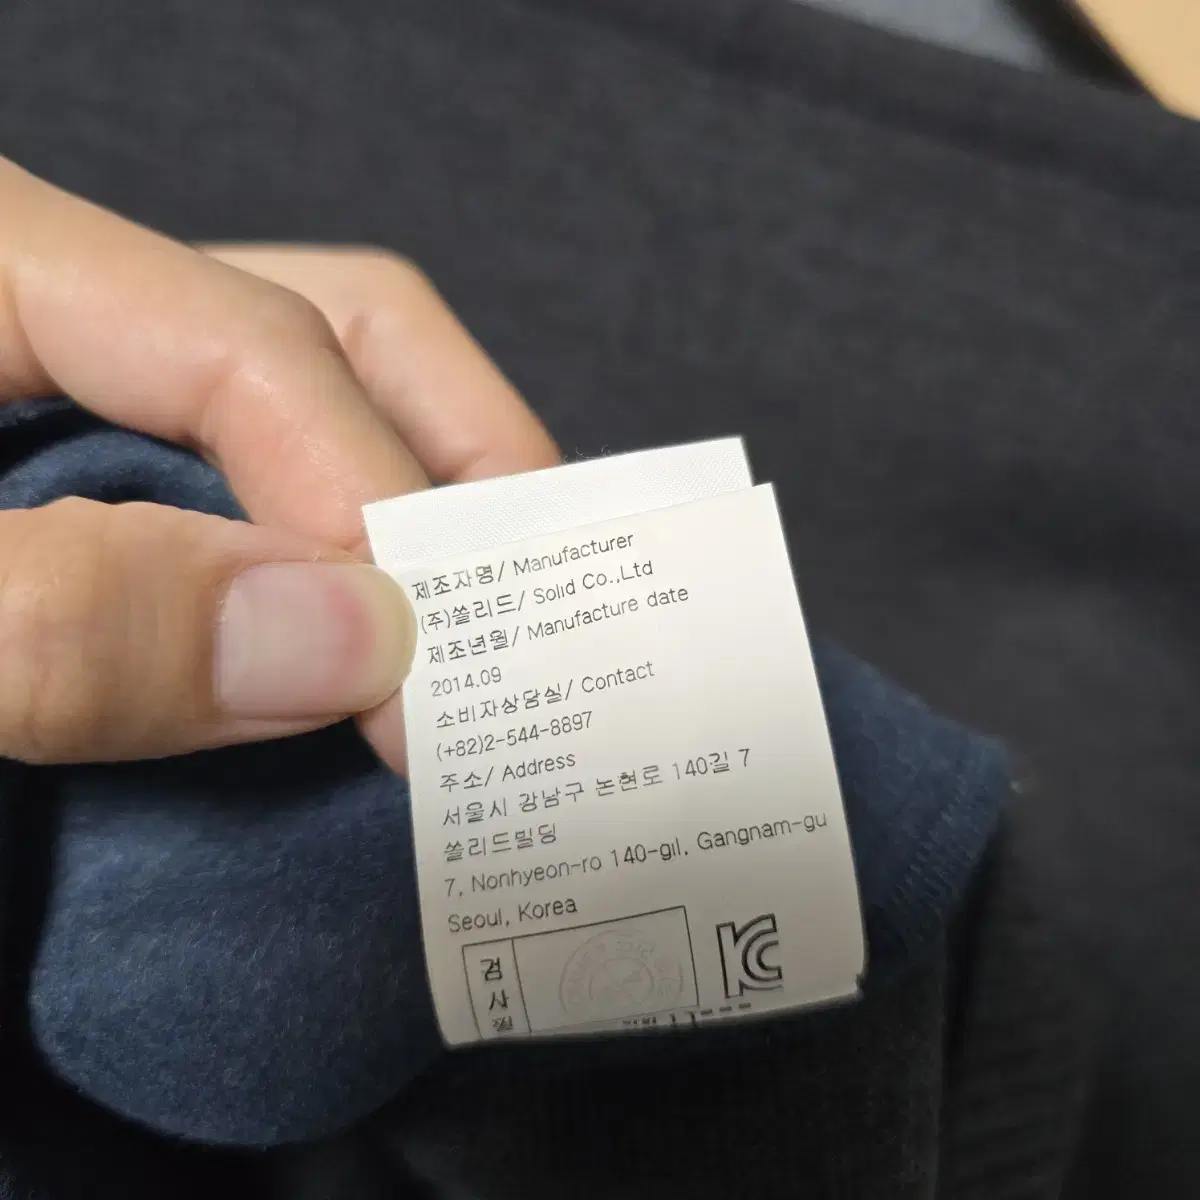 제조자명/ Manufacturer
(주)쏠리드/ Solid Co.,Ltd
제조년월/ Manufacture date
2014.09
소비자상담실/ Contact
(+82)2-544-8897
주소/ Address
서울시 강남구 논현로 140길 7
쏠리드빌딩
7, Nonhyeon-ro 140-gil, Gangnam-gu
Seoul, Korea
검
사
필
KC